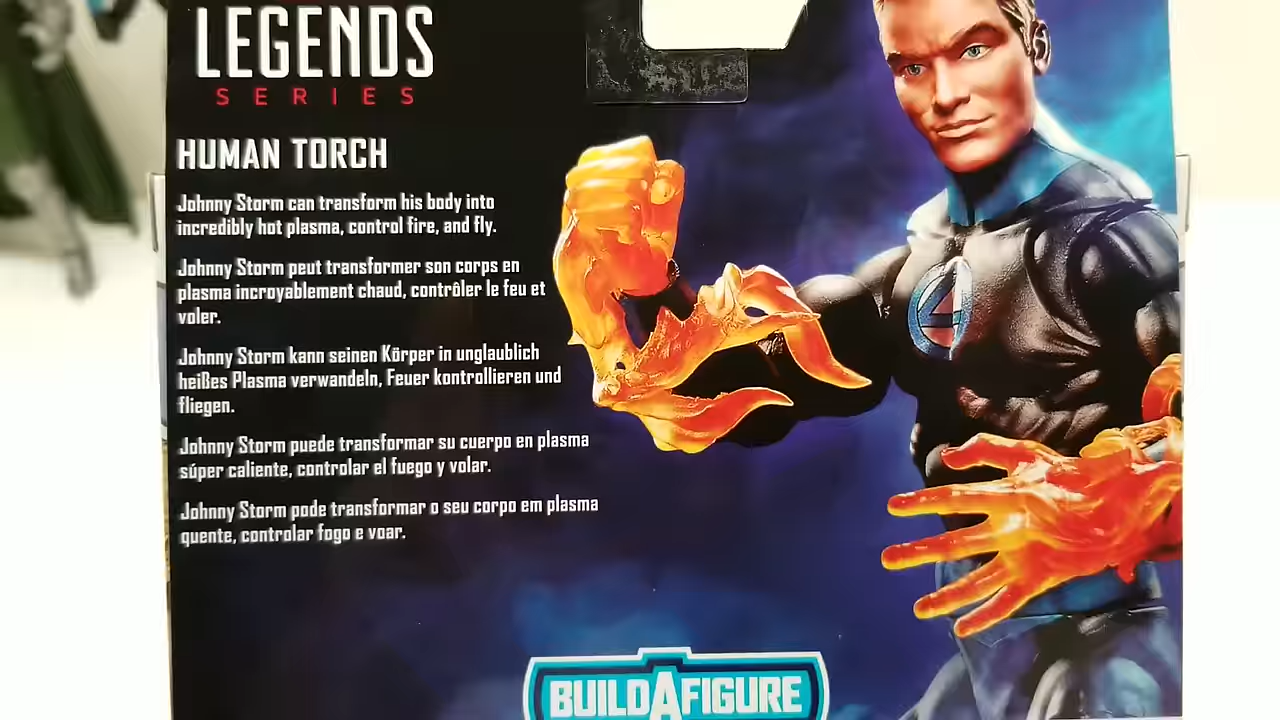 LEGENDS
SERIES
HUMAN TORCH
Johnny Storm can transform his body into
incredibly hot plasma, control fire, and fly.
Johnny Storm peut transformer son corps en
plasma incroyablement chaud, contrôler le feu et
voler.
Johnny Storm kann seinen Körper in unglaublich
heißes Plasma verwandeln, Feuer kontrollieren und
fliegen.
Johnny Storm puede transformar su cuerpo en plasma
súper caliente, controlar el fuego y volar.
Johnny Storm pode transformar o seu corpo em plasma
quente, controlar fogo e voar.
4
BUILDAFIGURE